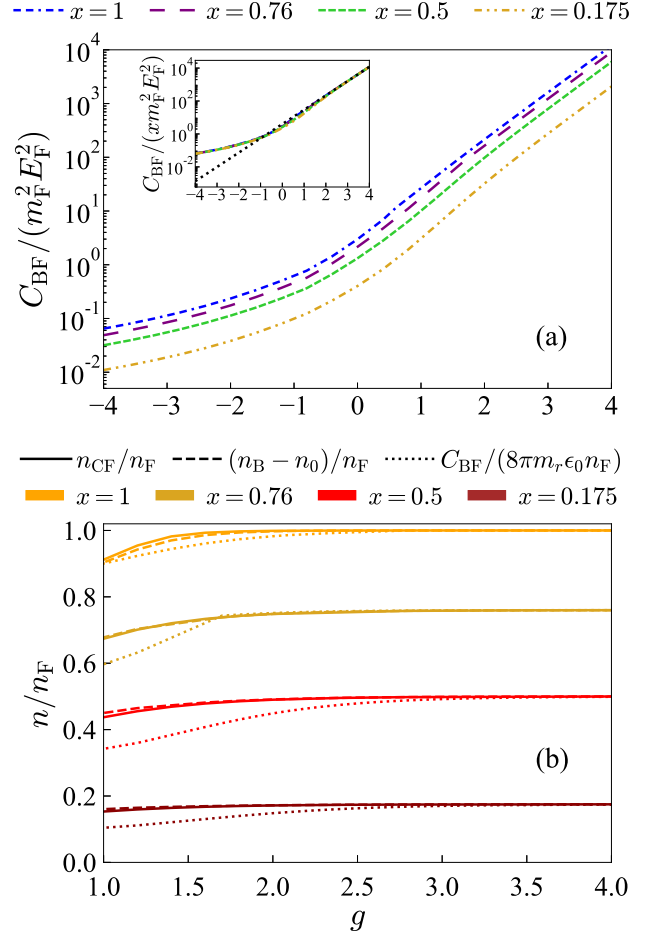 x = 1 x = 0.76 x = 0.5 x = 0.175
10^4
10^3
10^2
10^1
10^0
10^-1
10^-2
C_BF/(m_F^2 E_F^2)
10^4
10^2
10^0
10^-2
C_BF/(x m_F^2 E_F^2)
−4 −3 −2 −1 0 1 2 3 4
(a)
−4 −3 −2 −1 0 1 2 3 4
n_CF/n_F (n_B − n_0)/n_F C_BF/(8πm_r ϵ_0 n_F)
x = 1 x = 0.76 x = 0.5 x = 0.175
1.0
0.8
0.6
0.4
0.2
0.0
n/n_F
(b)
1.0 1.5 2.0 2.5 3.0 3.5 4.0
g